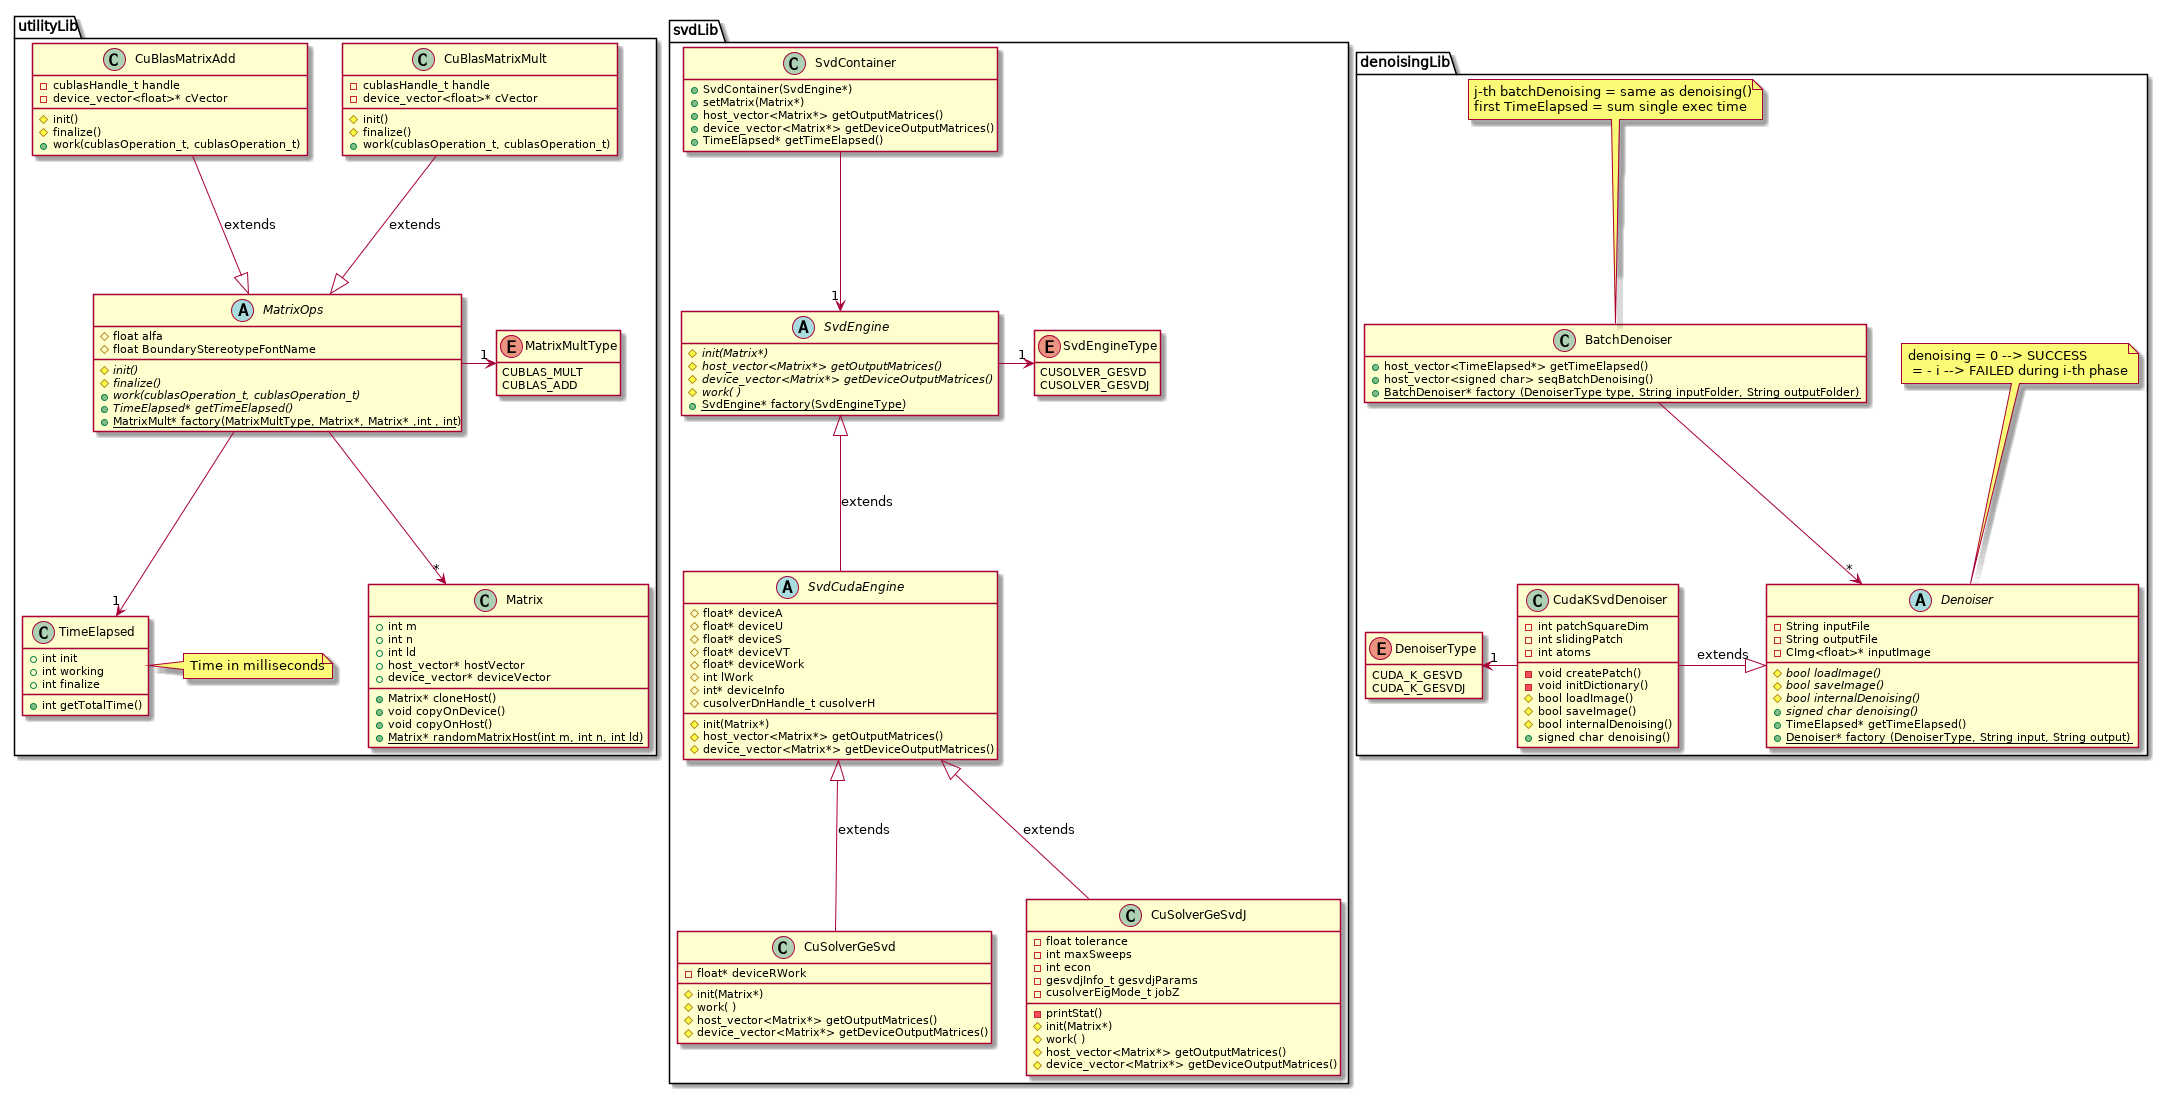 utilityLib
CuBlasMatrixAdd
cublasHandle_t handle
device_vector<float>* cVector
init()
finalize()
work(cublasOperation_t, cublasOperation_t)
CuBlasMatrixMult
cublasHandle_t handle
device_vector<float>* cVector
init()
finalize()
work(cublasOperation_t, cublasOperation_t)
extends
extends
MatrixOps
float alfa
float BoundaryStereotypeFontName
init()
finalize()
work(cublasOperation_t, cublasOperation_t)
TimeElapsed* getTimeElapsed()
MatrixMult* factory(MatrixMultType, Matrix*, Matrix* ,int , int)
1
MatrixMultType
CUBLAS_MULT
CUBLAS_ADD
1
*
TimeElapsed
int init
int working
int finalize
int getTotalTime()
Time in milliseconds
Matrix
int m
int n
int ld
host_vector* hostVector
device_vector* deviceVector
Matrix* cloneHost()
void copyOnDevice()
void copyOnHost()
Matrix* randomMatrixHost(int m, int n, int ld)
svdLib
SvdContainer
SvdContainer(SvdEngine*)
setMatrix(Matrix*)
host_vector<Matrix*> getOutputMatrices()
device_vector<Matrix*> getDeviceOutputMatrices()
TimeElapsed* getTimeElapsed()
1
SvdEngine
init(Matrix*)
host_vector<Matrix*> getOutputMatrices()
device_vector<Matrix*> getDeviceOutputMatrices()
work( )
SvdEngine* factory(SvdEngineType)
1
SvdEngineType
CUSOLVER_GESVD
CUSOLVER_GESVDJ
extends
SvdCudaEngine
float* deviceA
float* deviceU
float* deviceS
float* deviceVT
float* deviceWork
int lWork
int* deviceInfo
cusolverDnHandle_t cusolverH
init(Matrix*)
host_vector<Matrix*> getOutputMatrices()
device_vector<Matrix*> getDeviceOutputMatrices()
extends
extends
CuSolverGeSvd
float* deviceRWork
init(Matrix*)
work( )
host_vector<Matrix*> getOutputMatrices()
device_vector<Matrix*> getDeviceOutputMatrices()
CuSolverGeSvdJ
float tolerance
int maxSweeps
int econ
gesvdjInfo_t gesvdjParams
cusolverEigMode_t jobZ
printStat()
init(Matrix*)
work( )
host_vector<Matrix*> getOutputMatrices()
device_vector<Matrix*> getDeviceOutputMatrices()
denoisingLib
j-th batchDenoising = same as denoising()
first TimeElapsed = sum single exec time
BatchDenoiser
host_vector<TimeElapsed*> getTimeElapsed()
host_vector<signed char> seqBatchDenoising()
BatchDenoiser* factory (DenoiserType type, String inputFolder, String outputFolder)
denoising = 0 --> SUCCESS
= - i --> FAILED during i-th phase
*
DenoiserType
CUDA_K_GESVD
CUDA_K_GESVDJ
1
CudaKSvdDenoiser
int patchSquareDim
int slidingPatch
int atoms
void createPatch()
void initDictionary()
bool loadImage()
bool saveImage()
bool internalDenoising()
signed char denoising()
extends
Denoiser
String inputFile
String outputFile
CImg<float>* inputImage
bool loadImage()
bool saveImage()
bool internalDenoising()
signed char denoising()
TimeElapsed* getTimeElapsed()
Denoiser* factory (DenoiserType, String input, String output)